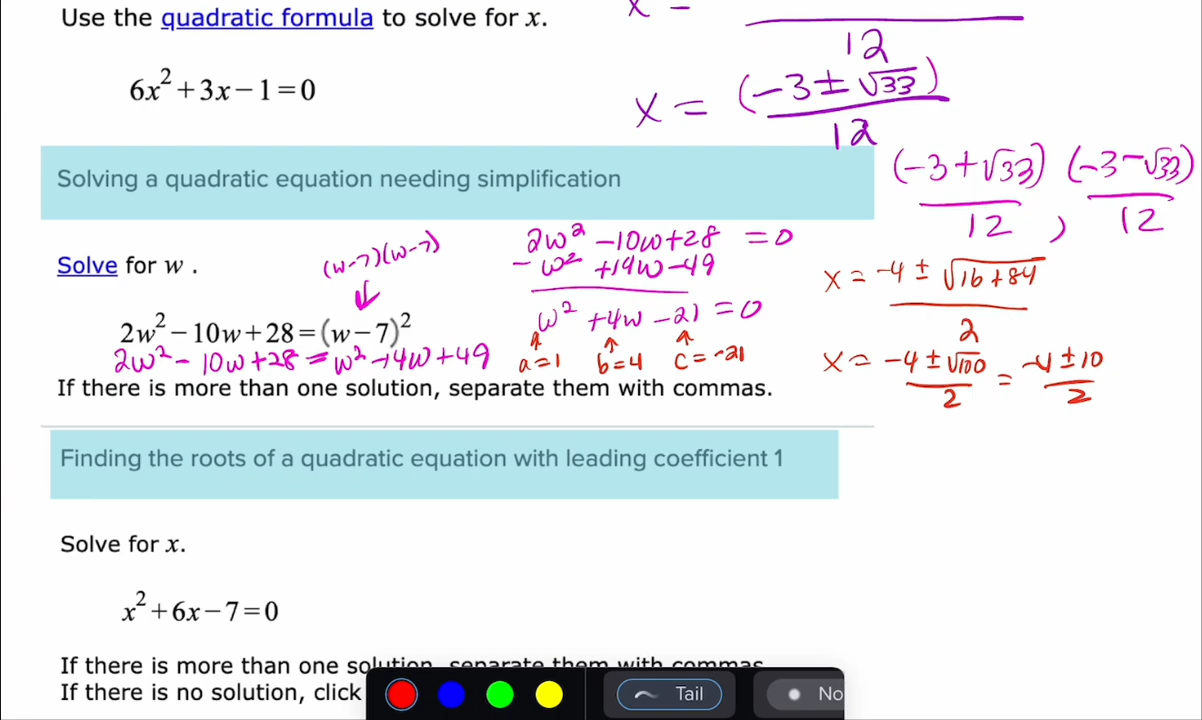 Use the quadratic formula to solve for x.
x =
12
6x² + 3x − 1 = 0
x = (−3 ± √33)
12
Solving a quadratic equation needing simplification
(−3 + √33) (−3 − √33)
12 , 12
Solve for w .
(w−7)(w−7)
2w² − 10w + 28 = 0
− w² + 14w − 49
w² + 4w − 21 = 0
a = 1 b = 4 c = −21
2w² − 10w + 28 = (w − 7)²
2w² − 10w + 28 = w² − 14w + 49
x = −4 ± √16 + 84
2
x = −4 ± √100 = −4 ± 10
2 2
If there is more than one solution, separate them with commas.
Finding the roots of a quadratic equation with leading coefficient 1
Solve for x.
x² + 6x − 7 = 0
If there is more than one solution, separate them with commas.
If there is no solution, click
Tail No